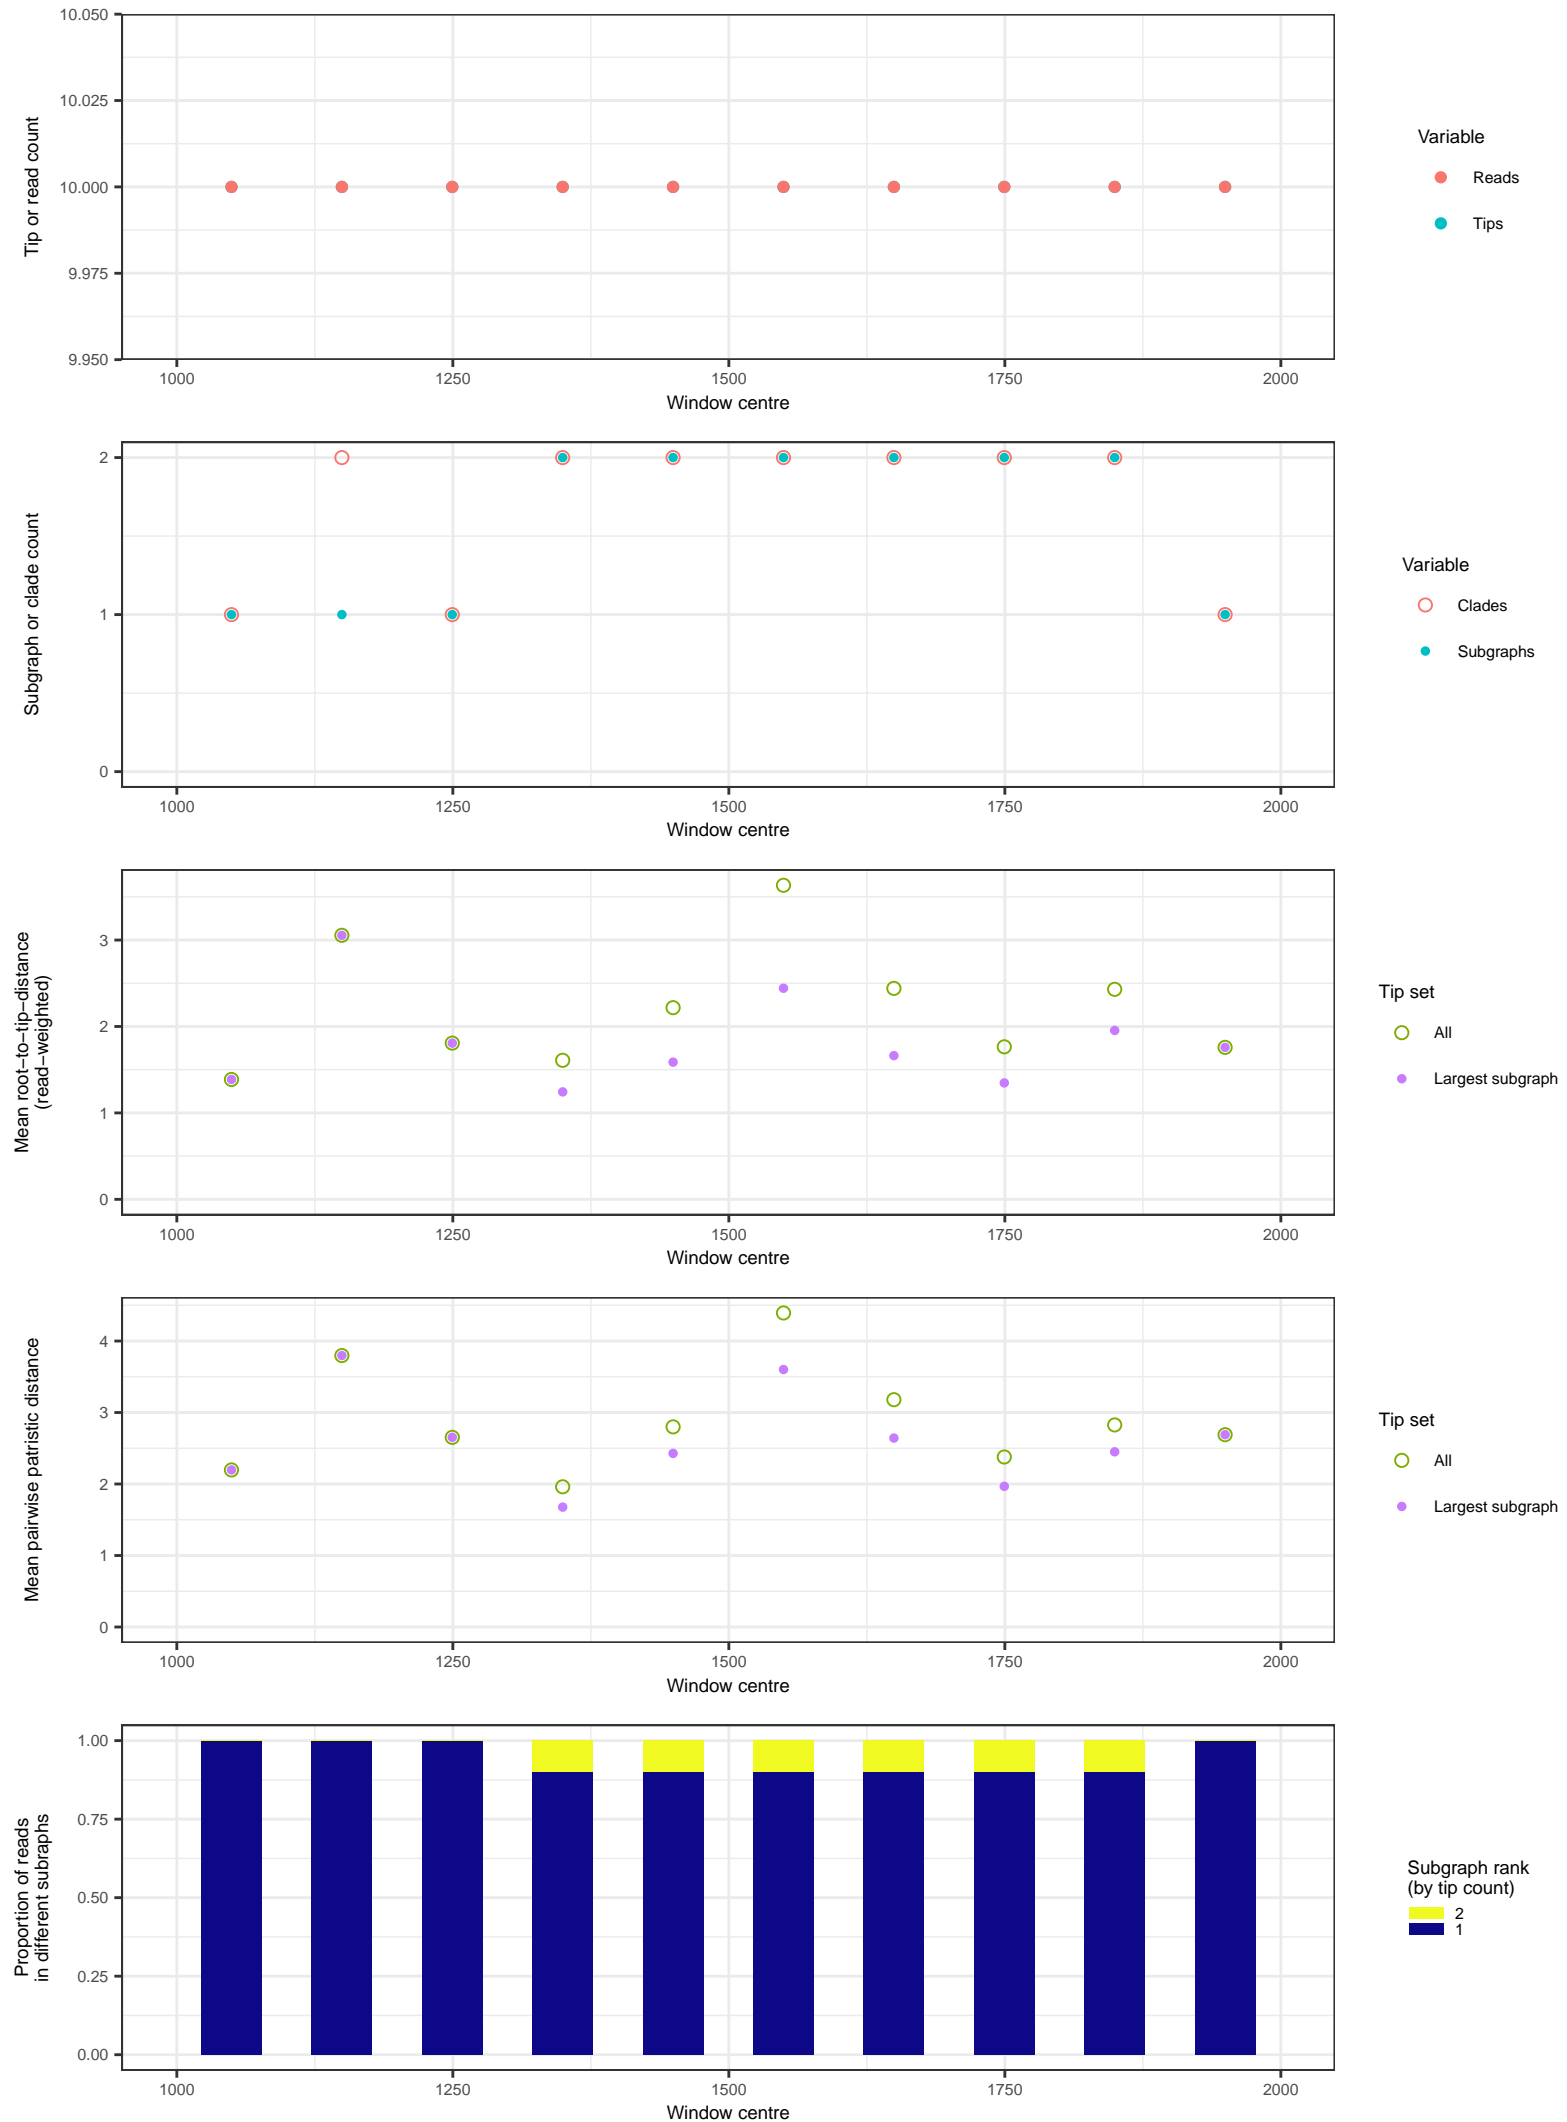 10.050
10.025
10.000
9.975
9.950
Tip or read count
1000 1250 1500 1750 2000
Window centre
Variable
Reads
Tips
2
1
0
Subgraph or clade count
1000 1250 1500 1750 2000
Window centre
Variable
Clades
Subgraphs
3
2
1
0
Mean root−to−tip−distance
(read−weighted)
1000 1250 1500 1750 2000
Window centre
Tip set
All
Largest subgraph
4
3
2
1
0
Mean pairwise patristic distance
1000 1250 1500 1750 2000
Window centre
Tip set
All
Largest subgraph
1.00
0.75
0.50
0.25
0.00
Proportion of reads
in different subraphs
1000 1250 1500 1750 2000
Window centre
Subgraph rank
(by tip count)
2
1